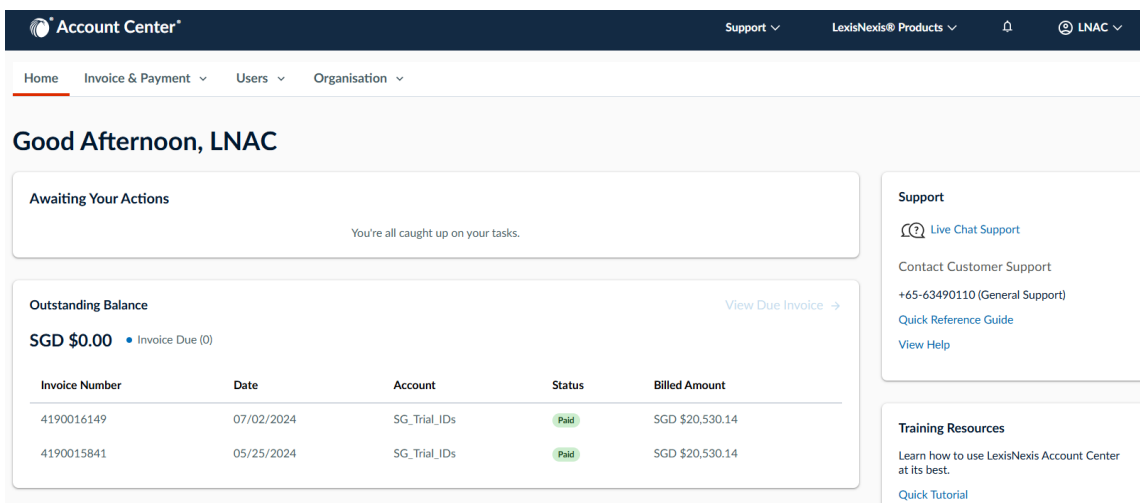 Account Center®
Support
LexisNexis® Products
LNAC
Home
Invoice & Payment
Users
Organisation
Good Afternoon, LNAC
Awaiting Your Actions
You're all caught up on your tasks.
Outstanding Balance
View Due Invoice →
SGD $0.00 • Invoice Due (0)
Invoice Number Date Account Status Billed Amount
4190016149 07/02/2024 SG_Trial_IDs Paid SGD $20,530.14
4190015841 05/25/2024 SG_Trial_IDs Paid SGD $20,530.14
Support
Live Chat Support
Contact Customer Support
+65-63490110 (General Support)
Quick Reference Guide
View Help
Training Resources
Learn how to use LexisNexis Account Center
at its best.
Quick Tutorial